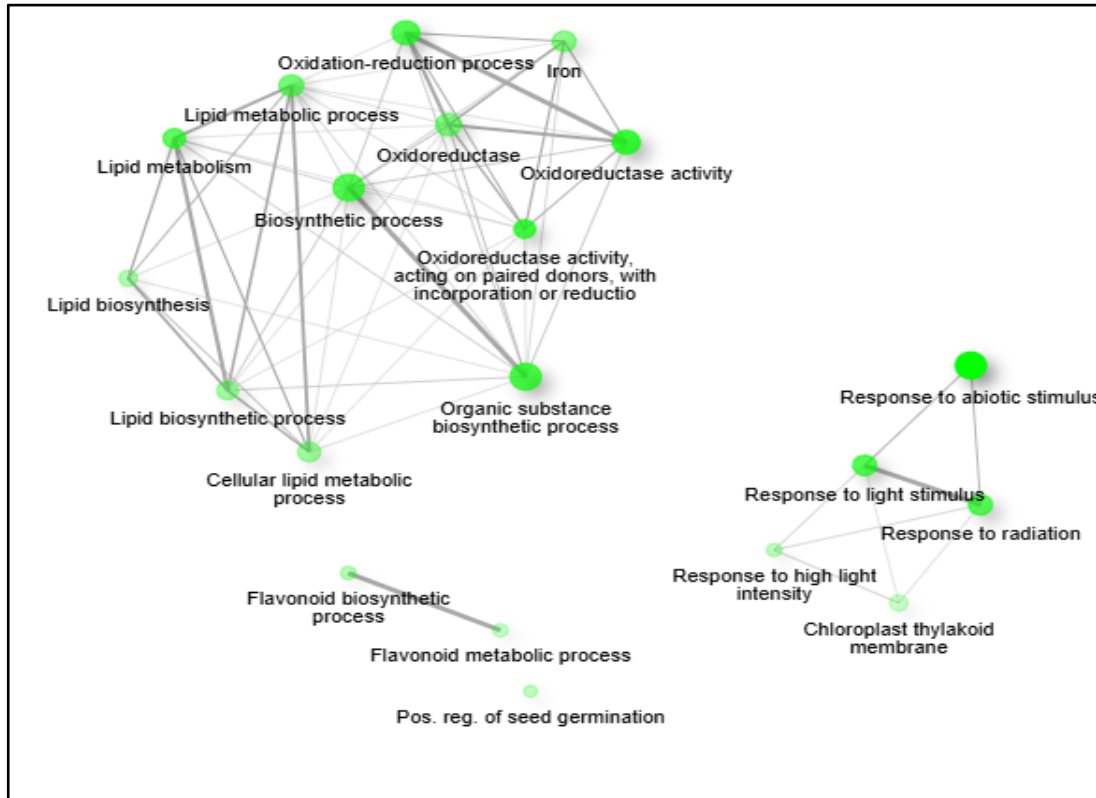 Oxidation-reduction process
Iron
Lipid metabolic process
Oxidoreductase
Lipid metabolism
Oxidoreductase activity
Biosynthetic process
Oxidoreductase activity,
acting on paired donors, with
incorporation or reductio
Lipid biosynthesis
Lipid biosynthetic process
Organic substance
biosynthetic process
Cellular lipid metabolic
process
Response to abiotic stimulus
Response to light stimulus
Response to radiation
Response to high light
intensity
Chloroplast thylakoid
membrane
Flavonoid biosynthetic
process
Flavonoid metabolic process
Pos. reg. of seed germination